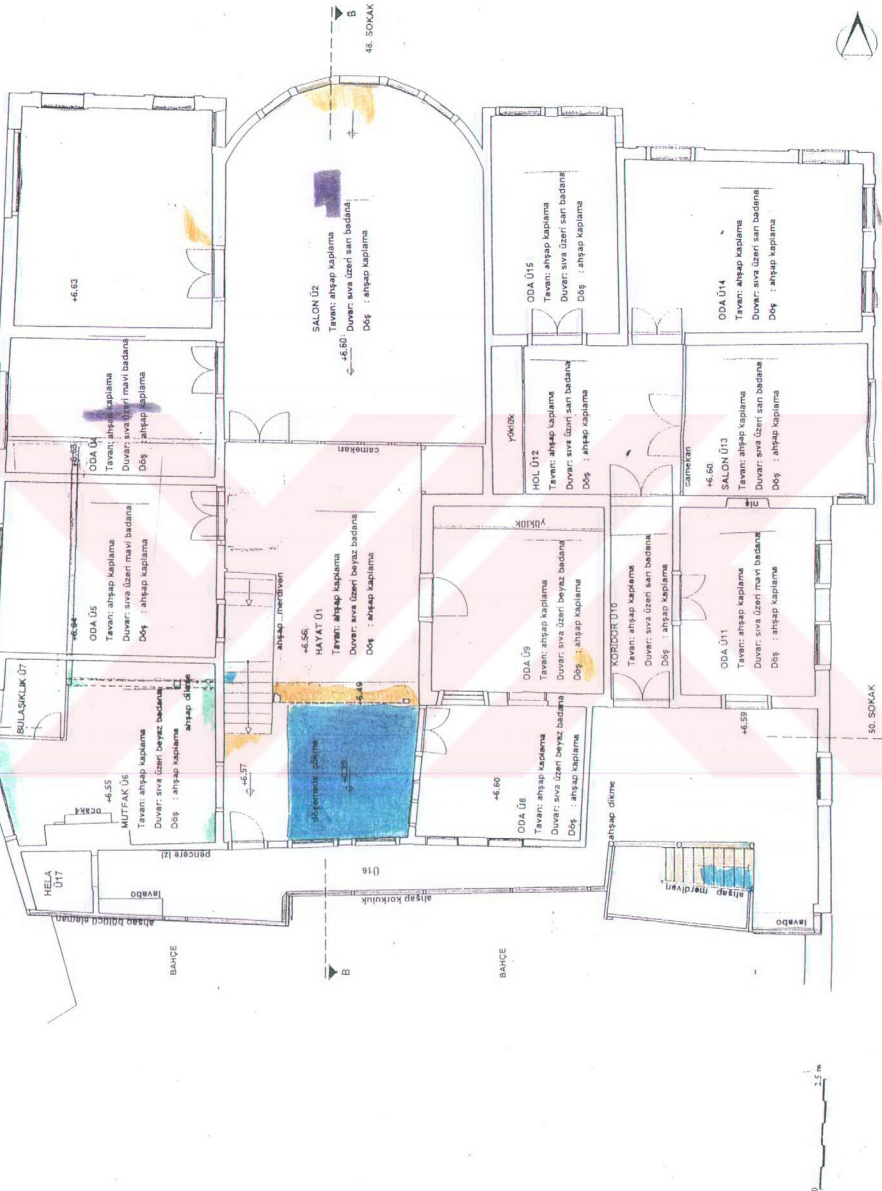 B
48. SOKAK
+6.63
SALON Ü2
Tavan: ahşap kaplama
Duvar: sıva üzeri sarı badana
+6.60
Döş : ahşap kaplama
ODA Ü15
Tavan: ahşap kaplama
Duvar: sıva üzeri sarı badana
Döş : ahşap kaplama
ODA Ü14
Tavan: ahşap kaplama
Duvar: sıva üzeri sarı badana
Döş : ahşap kaplama
+6.63
ODA Ü4
Tavan: ahşap kaplama
Duvar: sıva üzeri mavi badana
Döş : ahşap kaplama
camekan
yüklük
HOL Ü12
Tavan: ahşap kaplama
Duvar: sıva üzeri sarı badana
Döş : ahşap kaplama
camekan
+6.60
SALON Ü13
Tavan: ahşap kaplama
Duvar: sıva üzeri sarı badana
Döş : ahşap kaplama
+6.64
ODA Ü5
Tavan: ahşap kaplama
Duvar: sıva üzeri mavi badana
Döş : ahşap kaplama
ahşap merdiven
+6.56
HAYAT Ü1
Tavan: ahşap kaplama
Duvar: sıva üzeri beyaz badana
Döş : ahşap kaplama
+6.49
yüklük
ODA Ü9
Tavan: ahşap kaplama
Duvar: sıva üzeri beyaz badana
Döş : ahşap kaplama
KORİDOR Ü10
Tavan: ahşap kaplama
Duvar: sıva üzeri sarı badana
Döş : ahşap kaplama
niş
ODA Ü11
Tavan: ahşap kaplama
Duvar: sıva üzeri mavi badana
Döş : ahşap kaplama
BULAŞIKLIK Ü7
ocak
+6.55
MUTFAK Ü6
Tavan: ahşap kaplama
Duvar: sıva üzeri beyaz badana
Döş : ahşap kaplama
ahşap dikme
+6.57
döşemede çökme
+6.60
ODA Ü8
Tavan: ahşap kaplama
Duvar: sıva üzeri beyaz badana
Döş : ahşap kaplama
ahşap dikme
+6.59
50. SOKAK
HELA
Ü17
lavabo
pencere izi
ahşap bölücü eleman
Ü16
ahşap korkuluk
ahşap merdiven
lavabo
BAHÇE
B
BAHÇE
0
2.5 m